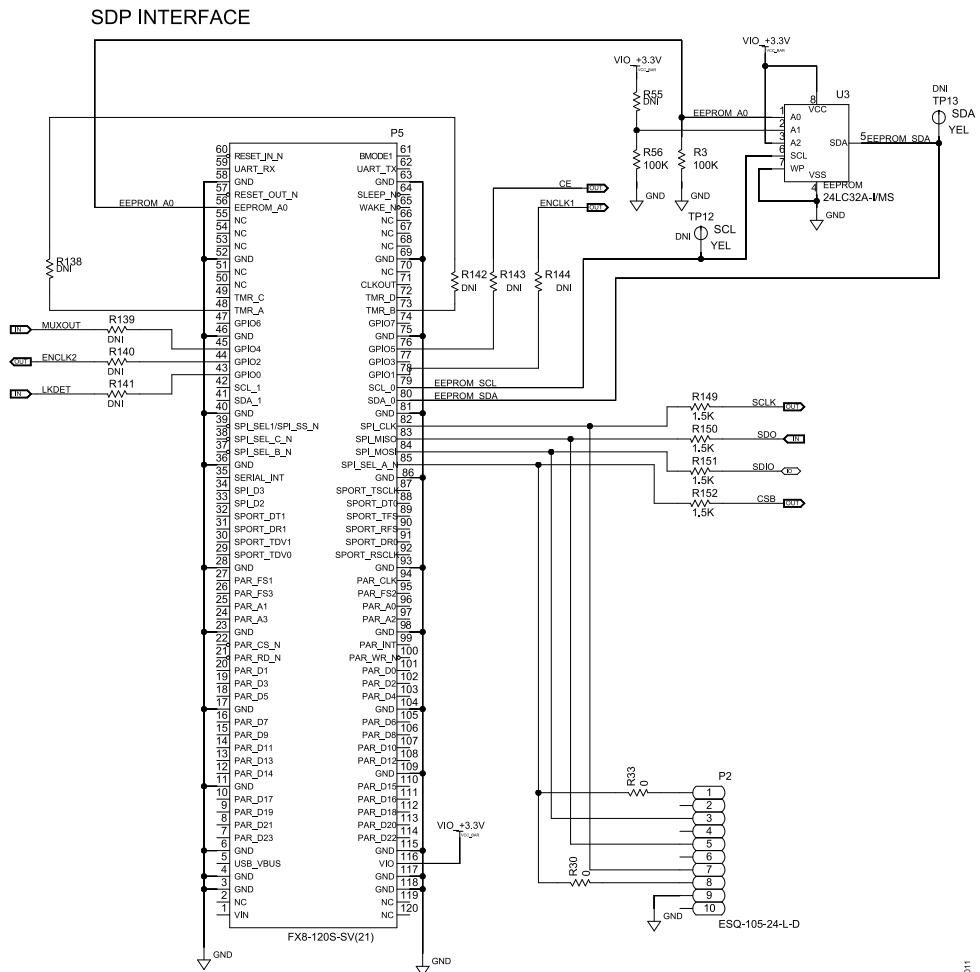 SDP INTERFACE
VIO_+3.3V
VCC_BAR
VIO_+3.3V
VCC_BAR
R55
DNI
EEPROM_A0
R56
100K
R3
100K
GND
GND
U3
8
VCC
1 A0
2 A1
3 A2
6 SCL
7 WP
SDA 5
EEPROM_SDA
VSS
4
EEPROM
24LC32A-I/MS
GND
DNI
TP13
SDA
YEL
TP12
DNI
SCL
YEL
P5
EEPROM_A0
R138
DNI
R142
DNI
R143
DNI
R144
DNI
CE
OUT
ENCLK1
OUT
IN MUXOUT
R139
DNI
OUT ENCLK2
R140
DNI
IN LKDET
R141
DNI
EEPROM_SCL
EEPROM_SDA
60 RESET_IN_N
59 UART_RX
58 GND
57 RESET_OUT_N
56 EEPROM_A0
55 NC
54 NC
53 NC
52 GND
51 NC
50 NC
49 TMR_C
48 TMR_A
47 GPIO6
46 GND
45 GPIO4
44 GPIO2
43 GPIO0
42 SCL_1
41 SDA_1
40 GND
39 SPI_SEL1/SPI_SS_N
38 SPI_SEL_C_N
37 SPI_SEL_B_N
36 GND
35 SERIAL_INT
34 SPI_D3
33 SPI_D2
32 SPORT_DT1
31 SPORT_DR1
30 SPORT_TDV1
29 SPORT_TDV0
28 GND
27 PAR_FS1
26 PAR_FS3
25 PAR_A1
24 PAR_A3
23 GND
22 PAR_CS_N
21 PAR_RD_N
20 PAR_D1
19 PAR_D3
18 PAR_D5
17 GND
16 PAR_D7
15 PAR_D9
14 PAR_D11
13 PAR_D13
12 PAR_D14
11 GND
10 PAR_D17
9 PAR_D19
8 PAR_D21
7 PAR_D23
6 GND
5 USB_VBUS
4 GND
3 GND
2 NC
1 VIN
BMODE1 61
UART_TX 62
GND 63
SLEEP_N 64
WAKE_N 65
NC 66
NC 67
NC 68
GND 69
NC 70
CLKOUT 71
TMR_D 72
TMR_B 73
GPIO7 74
GND 75
GPIO5 76
GPIO3 77
GPIO1 78
SCL_0 79
SDA_0 80
GND 81
SPI_CLK 82
SPI_MISO 83
SPI_MOSI 84
SPI_SEL_A_N 85
GND 86
SPORT_TSCLK 87
SPORT_DT0 88
SPORT_TFS 89
SPORT_RFS 90
SPORT_DR0 91
SPORT_RSCLK 92
GND 93
PAR_CLK 94
PAR_FS2 95
PAR_A0 96
PAR_A2 97
GND 98
PAR_INT 99
PAR_WR_N 100
PAR_D0 101
PAR_D2 102
PAR_D4 103
GND 104
PAR_D6 105
PAR_D8 106
PAR_D10 107
PAR_D12 108
GND 109
PAR_D15 110
PAR_D16 111
PAR_D18 112
PAR_D20 113
PAR_D22 114
GND 115
VIO 116
GND 117
GND 118
NC 119
NC 120
FX8-120S-SV(21)
GND
GND
VIO_+3.3V
VCC_BAR
R149
1.5K
SCLK
OUT
R150
1.5K
SDO
IN
R151
1.5K
SDIO
IO
R152
1.5K
CSB
OUT
R33
0
R30
0
P2
1
2
3
4
5
6
7
8
9
10
GND
ESQ-105-24-L-D